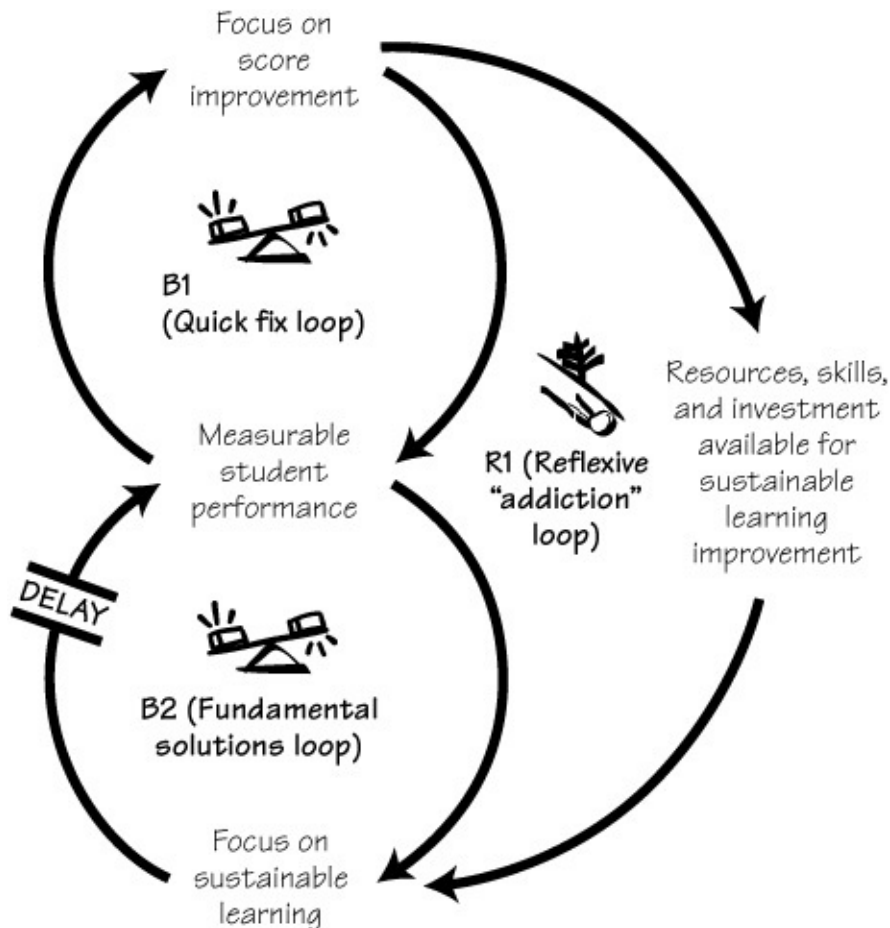 Focus on
score
improvement
B1
(Quick fix loop)
Measurable
student
performance
R1 (Reflexive
“addiction”
loop)
Resources, skills,
and investment
available for
sustainable
learning
improvement
DELAY
B2 (Fundamental
solutions loop)
Focus on
sustainable
learning